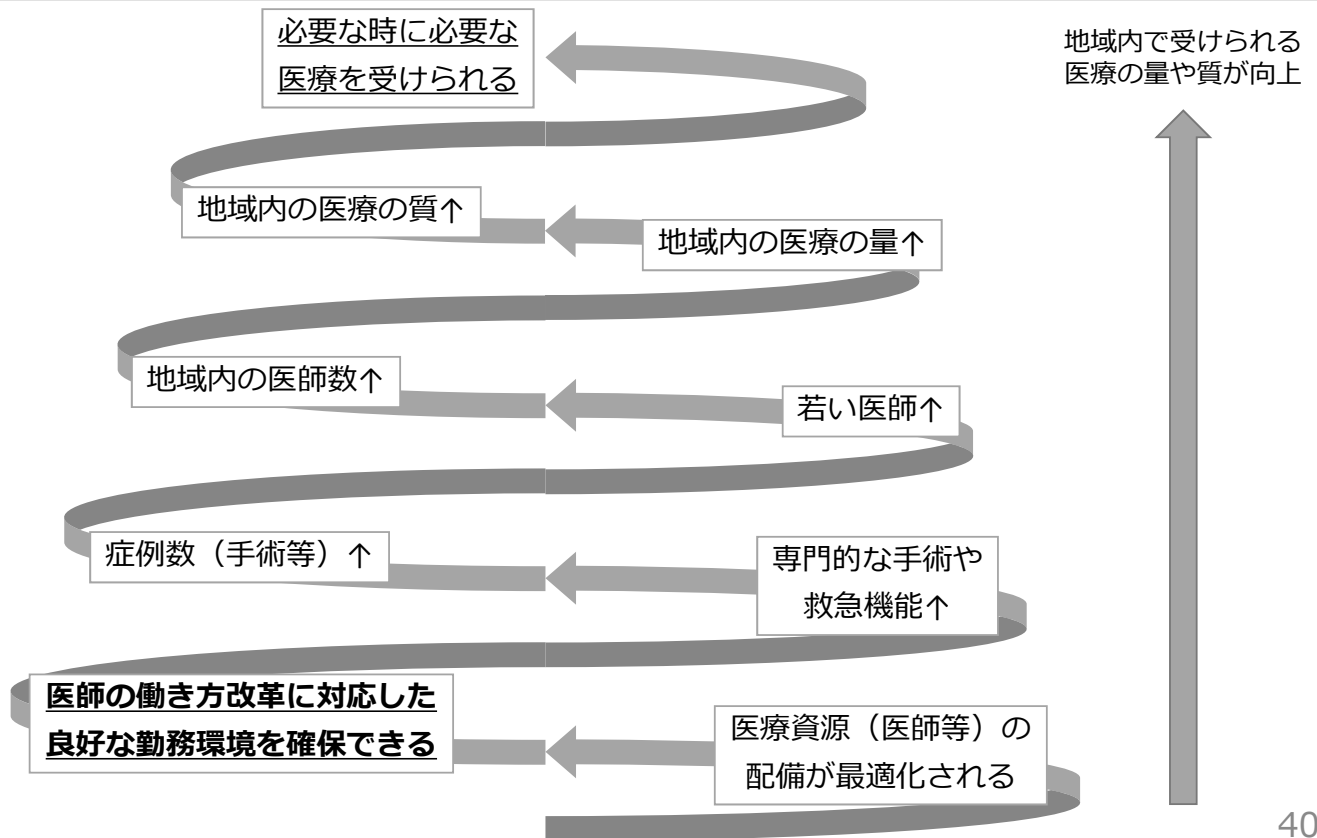 必要な時に必要な
医療を受けられる
地域内で受けられる
医療の量や質が向上
地域内の医療の質↑
地域内の医療の量↑
地域内の医師数↑
若い医師↑
症例数（手術等）↑
専門的な手術や
救急機能↑
医師の働き方改革に対応した
良好な勤務環境を確保できる
医療資源（医師等）の
配備が最適化される
40